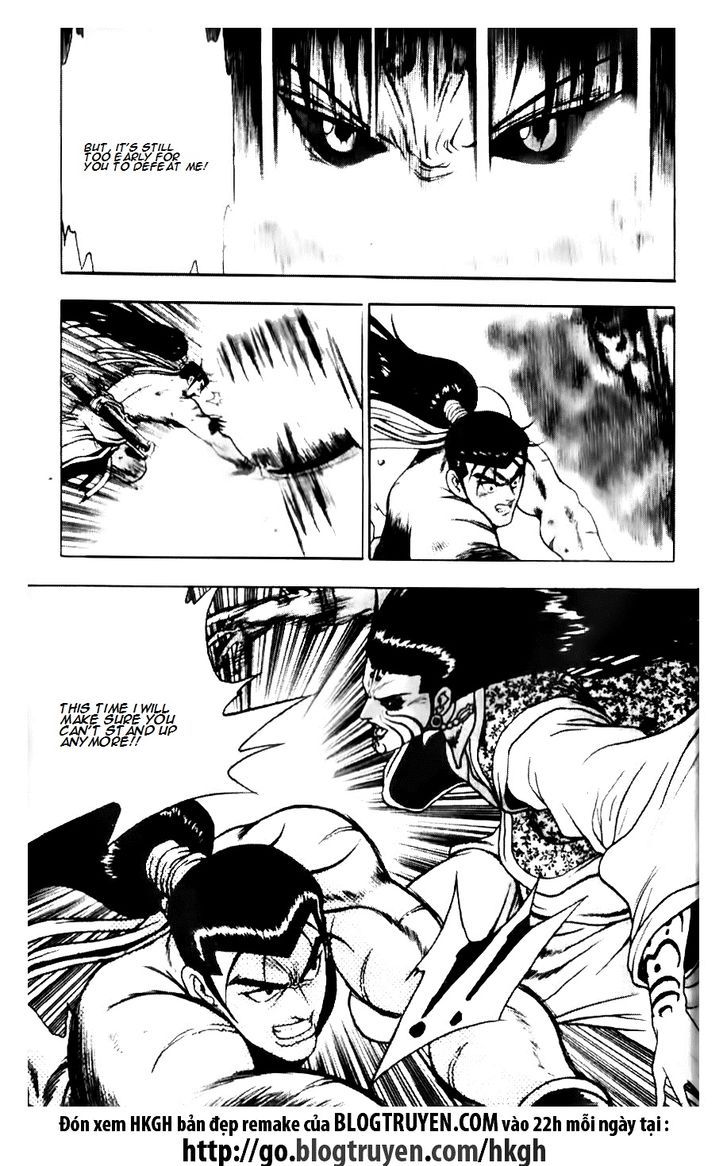 BUT, IT'S STILL
TOO EARLY FOR
YOU TO DEFEAT ME!
THIS TIME I WILL
MAKE SURE YOU
CAN'T STAND UP
ANYMORE!!
!!
Đón xem HKGH bản đẹp remake của BLOGTRUYEN.COM vào 22h mỗi ngày tại :
http://go.blogtruyen.com/hkgh